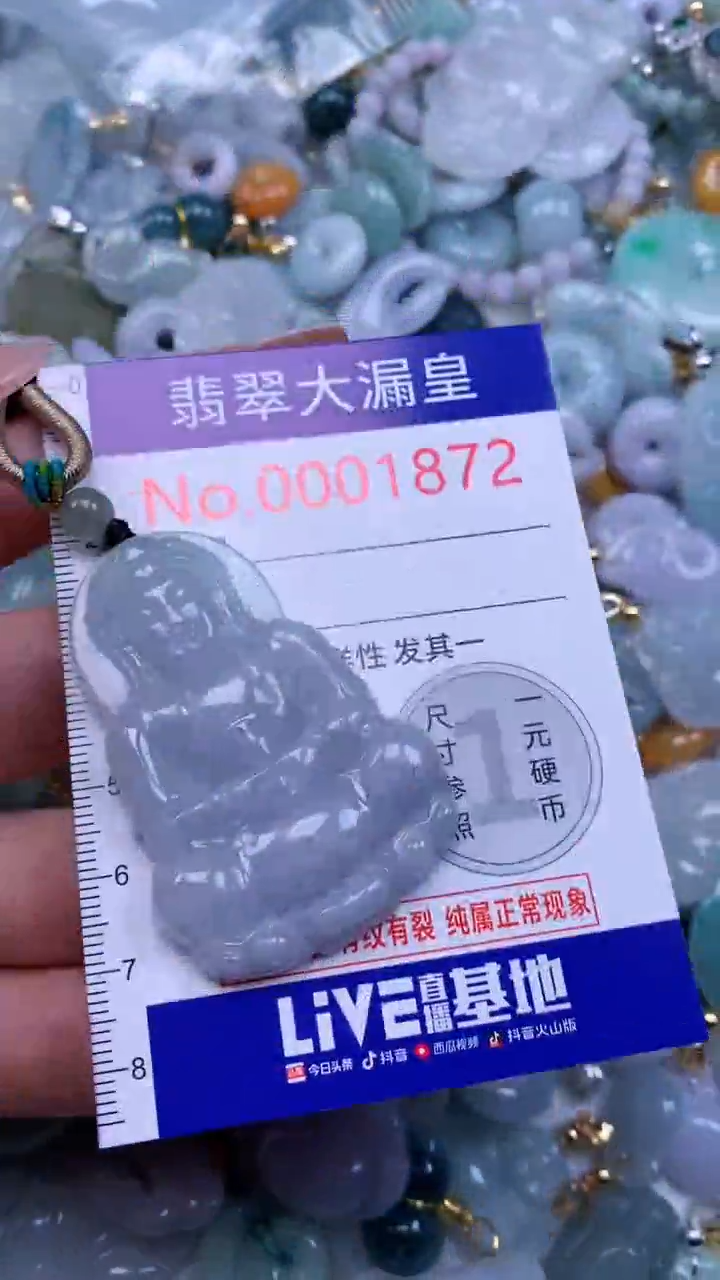 翡翠大漏皇
No.0001872
性 发其一
一元硬币
尺寸参照
纹有裂 纯属正常现象
5
6
7
8
LiVE直播基地
今日头条 抖音 西瓜视频 抖音火山版